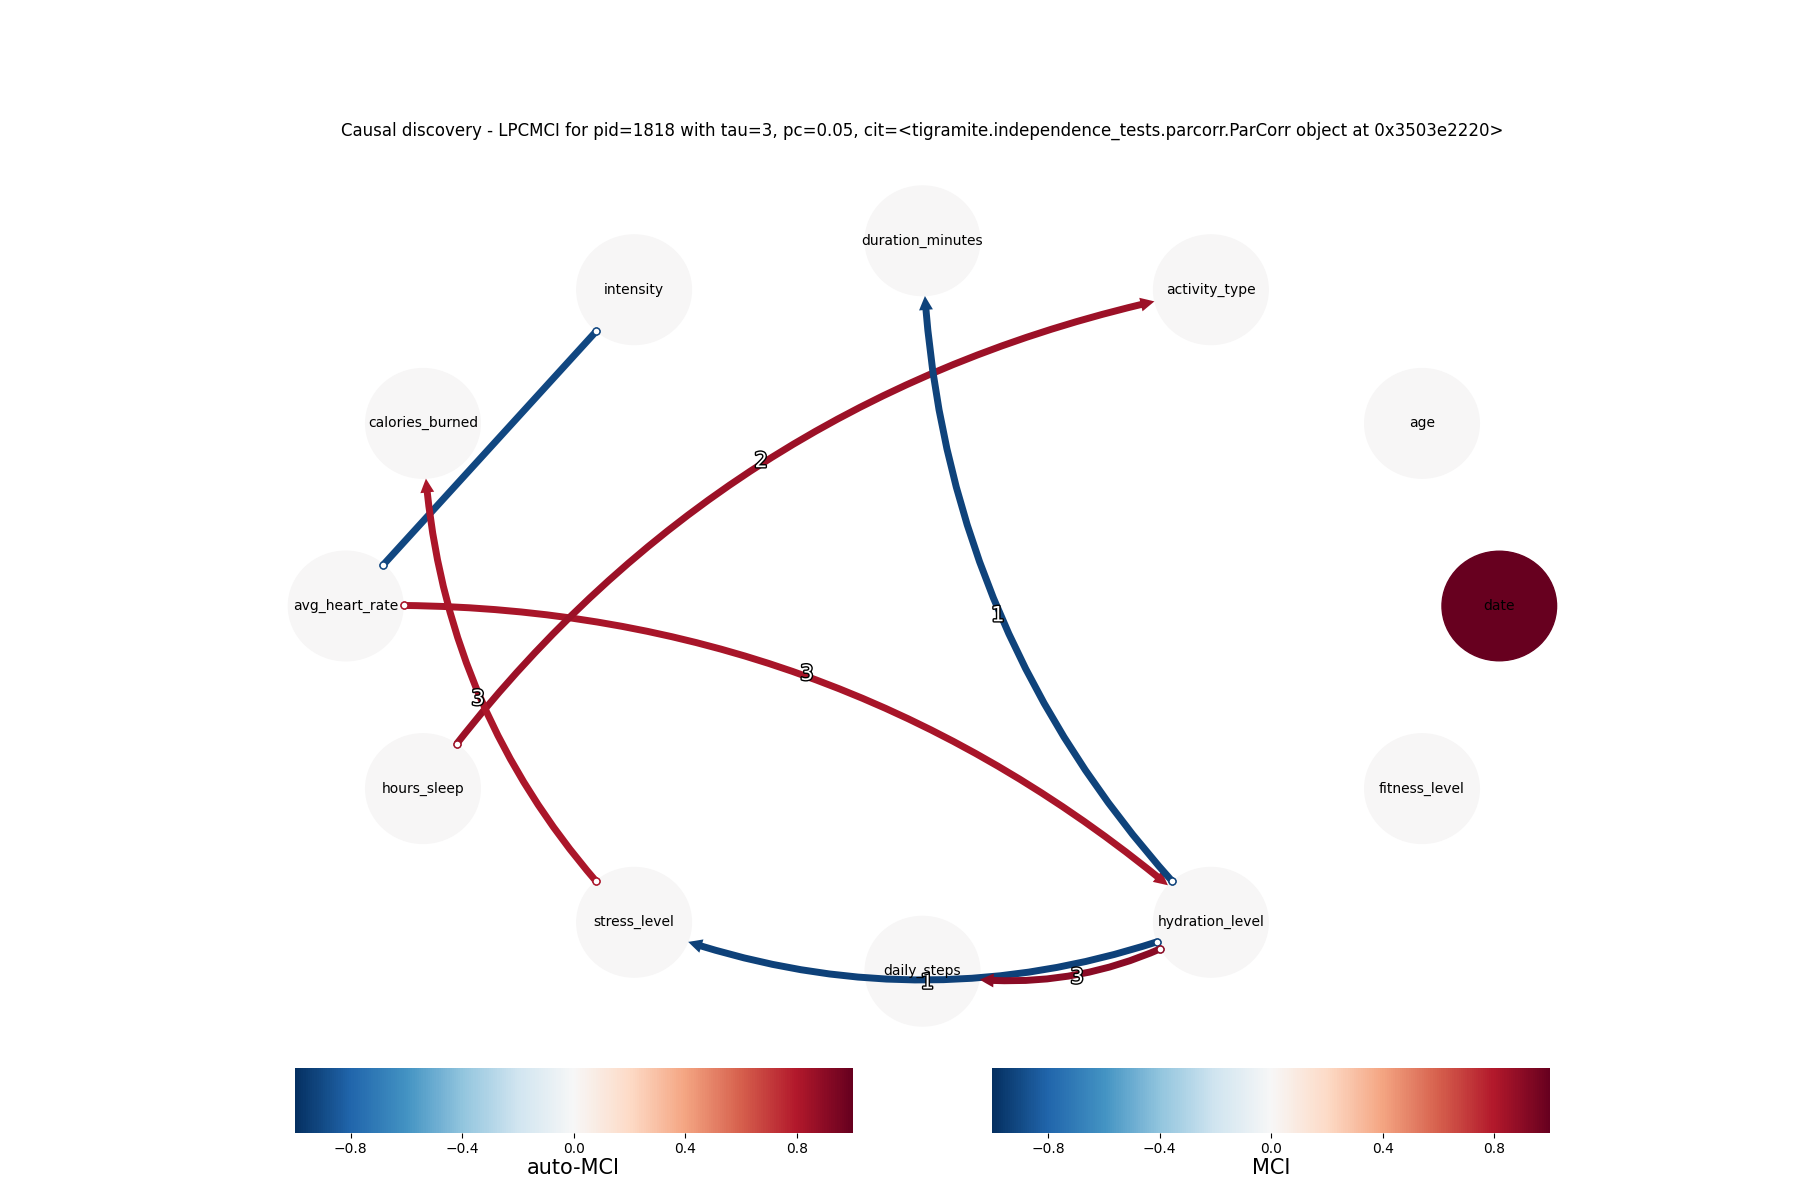 Causal discovery - LPCMCI for pid=1818 with tau=3, pc=0.05, cit=<tigramite.independence_tests.parcorr.ParCorr object at 0x3503e2220>
duration_minutes
intensity
activity_type
calories_burned
age
2
avg_heart_rate
date
1
3
3
hours_sleep
fitness_level
stress_level
hydration_level
daily_steps
1
3
−0.8 −0.4 0.0 0.4 0.8
auto-MCI
−0.8 −0.4 0.0 0.4 0.8
MCI